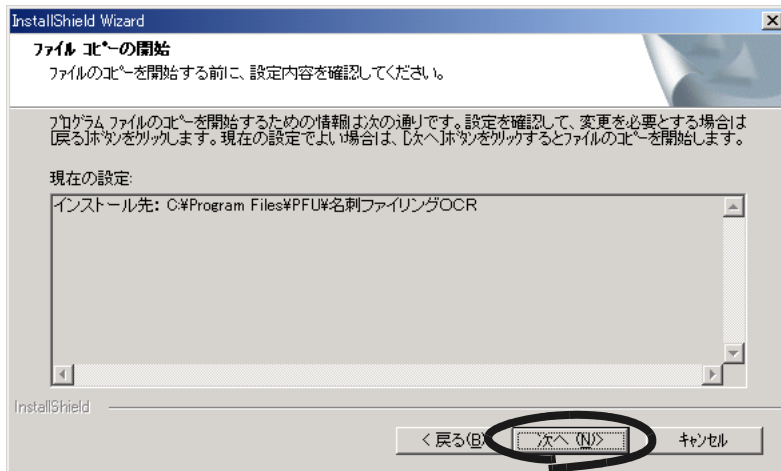 InstallShield Wizard
ファイル コピーの開始
ファイルのコピーを開始する前に、設定内容を確認してください。
プログラム ファイルのコピーを開始するための情報は次の通りです。設定を確認して、変更を必要とする場合は
[戻る]ボタンをクリックします。現在の設定でよい場合は、[次へ]ボタンをクリックするとファイルのコピーを開始します。
現在の設定:
インストール先: C:¥Program Files¥PFU¥名刺ファイリングOCR
InstallShield
< 戻る(B) 次へ (N)> キャンセル